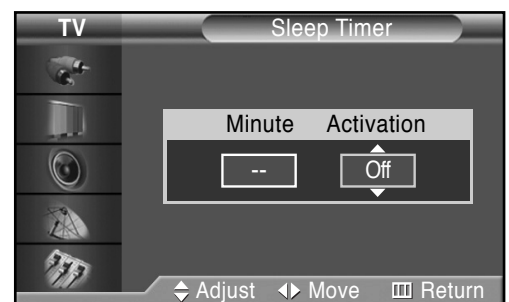 TV Sleep Timer
Minute Activation
-- Off
Adjust Move Return